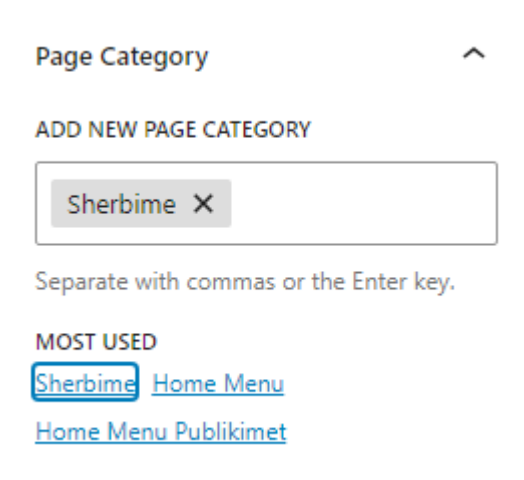 Page Category
ADD NEW PAGE CATEGORY
Sherbime
Separate with commas or the Enter key.
MOST USED
Sherbime Home Menu
Home Menu Publikimet